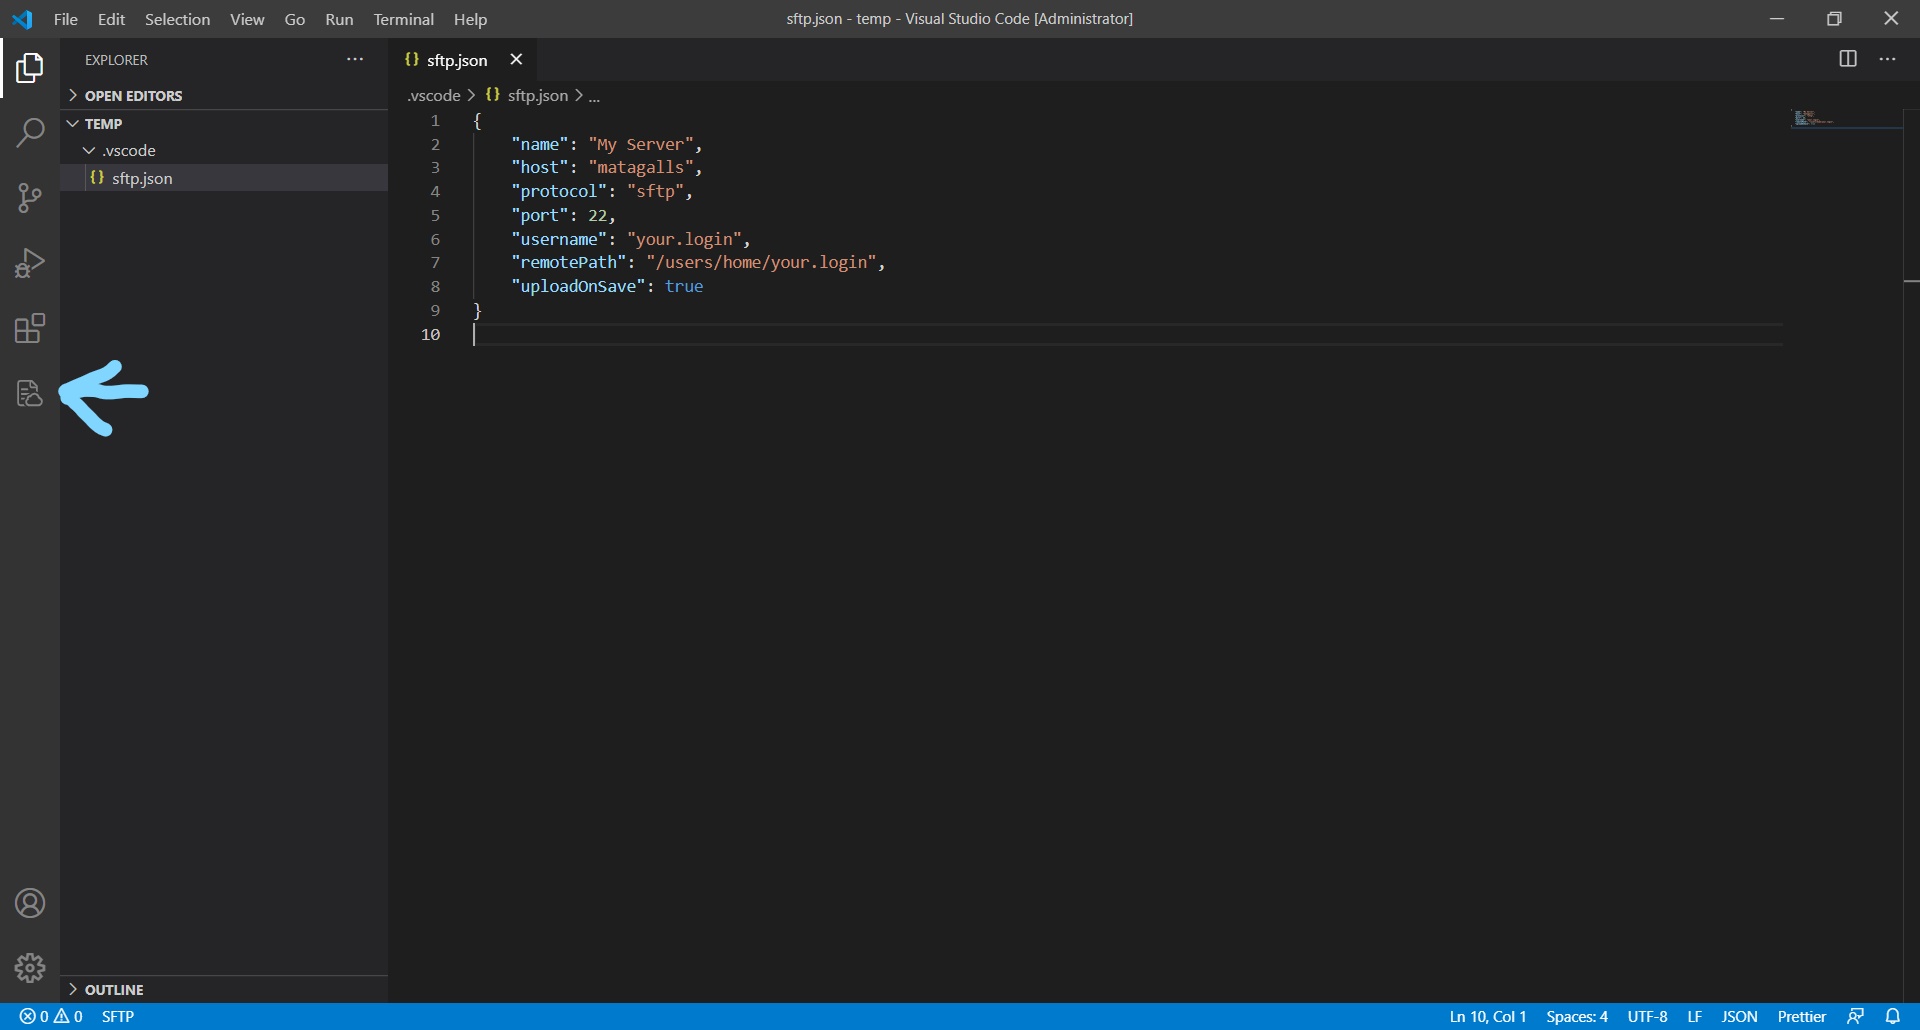 File Edit Selection View Go Run Terminal Help
sftp.json - temp - Visual Studio Code [Administrator]
EXPLORER
OPEN EDITORS
TEMP
.vscode
{} sftp.json
{} sftp.json
.vscode > {} sftp.json > ...
1 {
2 "name": "My Server",
3 "host": "matagalls",
4 "protocol": "sftp",
5 "port": 22,
6 "username": "your.login",
7 "remotePath": "/users/home/your.login",
8 "uploadOnSave": true
9 }
10
OUTLINE
0 0 SFTP
Ln 10, Col 1 Spaces: 4 UTF-8 LF JSON Prettier